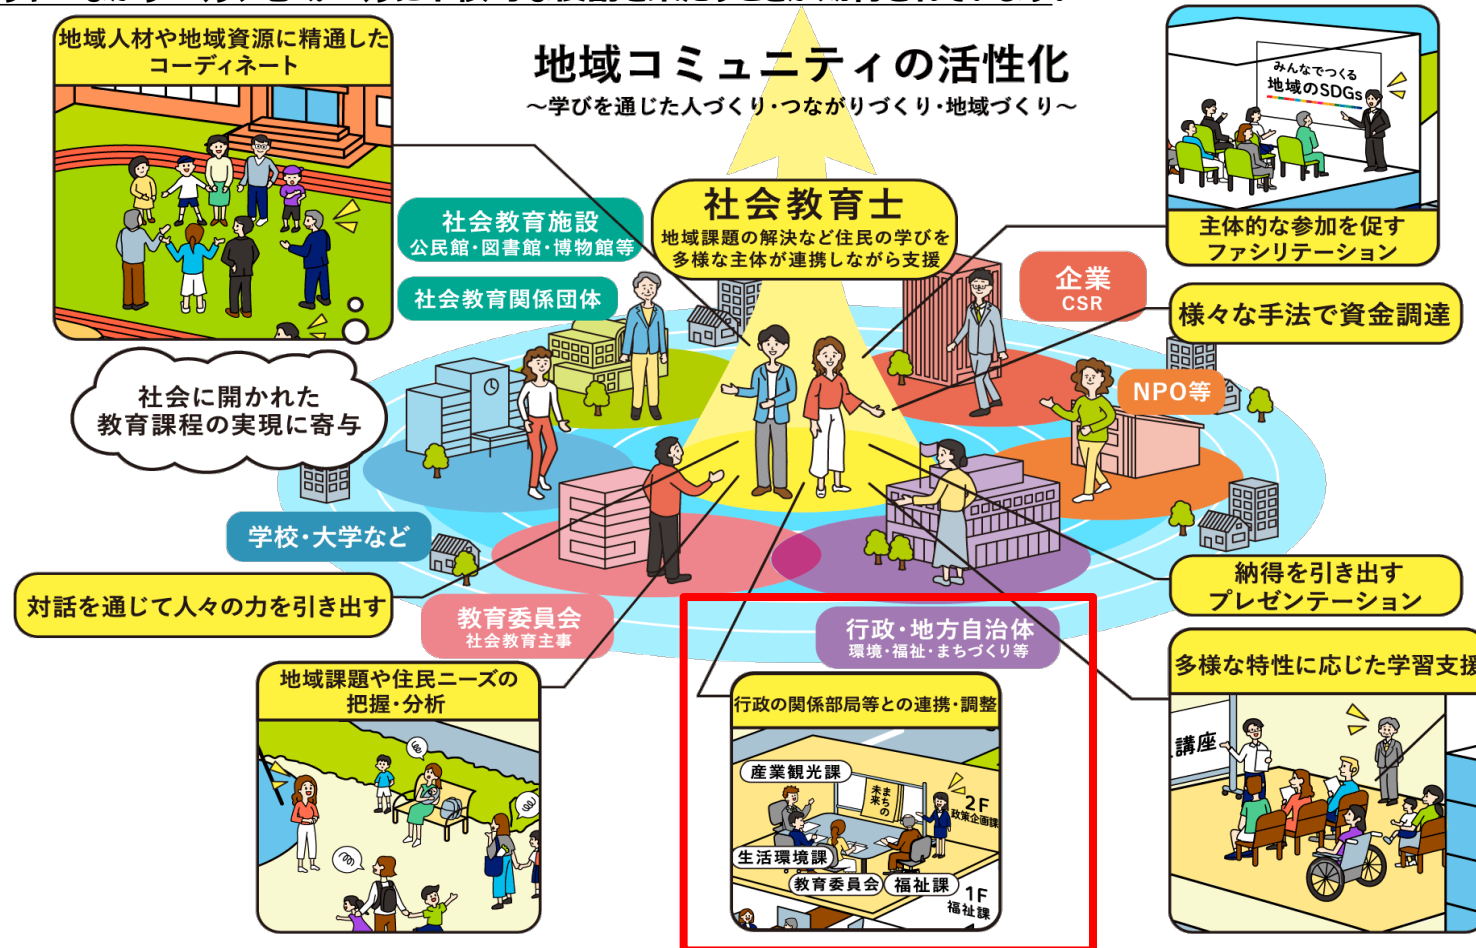 地域人材や地域資源に精通した
コーディネート
地域コミュニティの活性化
～学びを通じた人づくり・つながりづくり・地域づくり～
みんなでつくる
地域のSDGs
主体的な参加を促す
ファシリテーション
社会教育士
地域課題の解決など住民の学びを
多様な主体が連携しながら支援
社会教育施設
公民館・図書館・博物館等
社会教育関係団体
企業
CSR
様々な手法で資金調達
NPO等
社会に開かれた
教育課程の実現に寄与
学校・大学など
対話を通じて人々の力を引き出す
教育委員会
社会教育主事
行政・地方自治体
環境・福祉・まちづくり等
納得を引き出す
プレゼンテーション
地域課題や住民ニーズの
把握・分析
行政の関係部局等との連携・調整
産業観光課
まちの
未来
2F
政策企画課
生活環境課
教育委員会
福祉課
1F
福祉課
多様な特性に応じた学習支援
講座